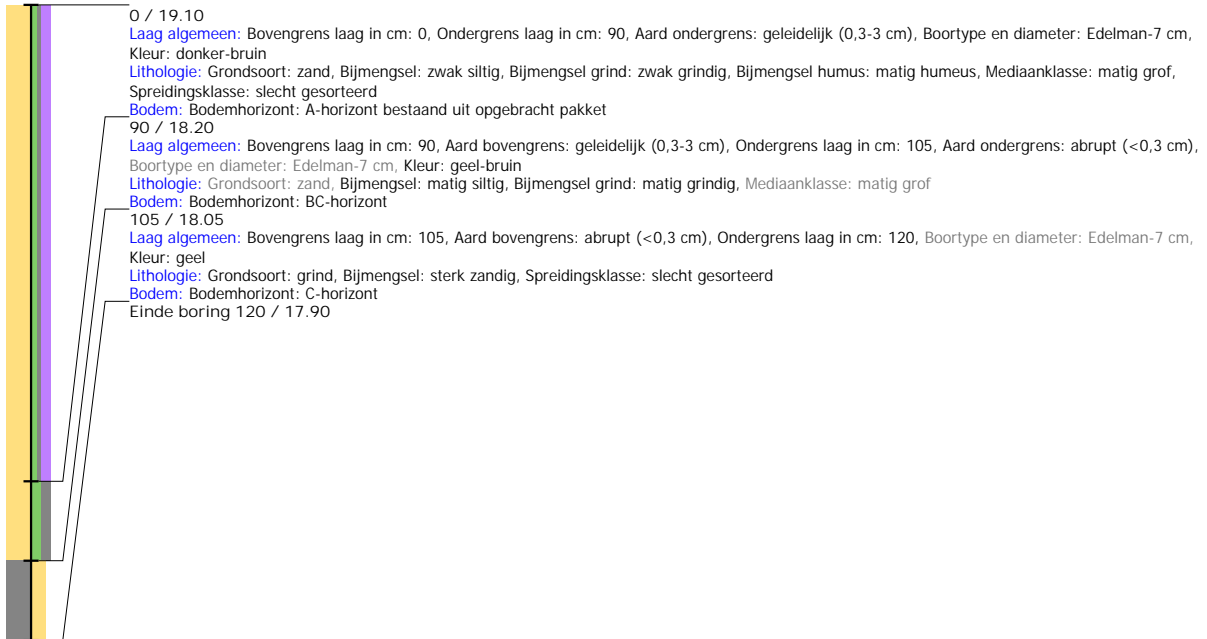 0 / 19.10
Laag algemeen: Bovengrens laag in cm: 0, Ondergrens laag in cm: 90, Aard ondergrens: geleidelijk (0,3-3 cm), Boortype en diameter: Edelman-7 cm,
Kleur: donker-bruin
Lithologie: Grondsoort: zand, Bijmengsel: zwak siltig, Bijmengsel grind: zwak grindig, Bijmengsel humus: matig humeus, Mediaanklasse: matig grof,
Spreidingsklasse: slecht gesorteerd
Bodem: Bodemhorizont: A-horizont bestaand uit opgebracht pakket
90 / 18.20
Laag algemeen: Bovengrens laag in cm: 90, Aard bovengrens: geleidelijk (0,3-3 cm), Ondergrens laag in cm: 105, Aard ondergrens: abrupt (<0,3 cm),
Boortype en diameter: Edelman-7 cm, Kleur: geel-bruin
Lithologie: Grondsoort: zand, Bijmengsel: matig siltig, Bijmengsel grind: matig grindig, Mediaanklasse: matig grof
Bodem: Bodemhorizont: BC-horizont
105 / 18.05
Laag algemeen: Bovengrens laag in cm: 105, Aard bovengrens: abrupt (<0,3 cm), Ondergrens laag in cm: 120, Boortype en diameter: Edelman-7 cm,
Kleur: geel
Lithologie: Grondsoort: grind, Bijmengsel: sterk zandig, Spreidingsklasse: slecht gesorteerd
Bodem: Bodemhorizont: C-horizont
Einde boring 120 / 17.90